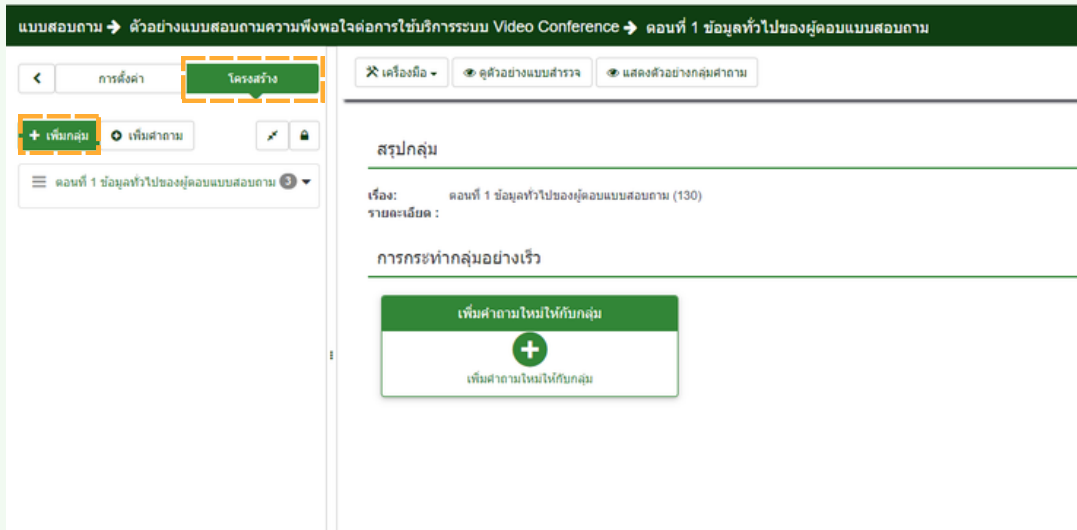 แบบสอบถาม → ตัวอย่างแบบสอบถามความพึงพอใจต่อการใช้บริการระบบ Video Conference → ตอนที่ 1 ข้อมูลทั่วไปของผู้ตอบแบบสอบถาม
การตั้งค่า โครงสร้าง
เครื่องมือ ดูตัวอย่างแบบสำรวจ แสดงตัวอย่างกลุ่มคำถาม
+ เพิ่มกลุ่ม เพิ่มคำถาม
ตอนที่ 1 ข้อมูลทั่วไปของผู้ตอบแบบสอบถาม 3
สรุปกลุ่ม
เรื่อง: ตอนที่ 1 ข้อมูลทั่วไปของผู้ตอบแบบสอบถาม (130)
รายละเอียด :
การกระทำกลุ่มอย่างเร็ว
เพิ่มคำถามใหม่ให้กับกลุ่ม
เพิ่มคำถามใหม่ให้กับกลุ่ม